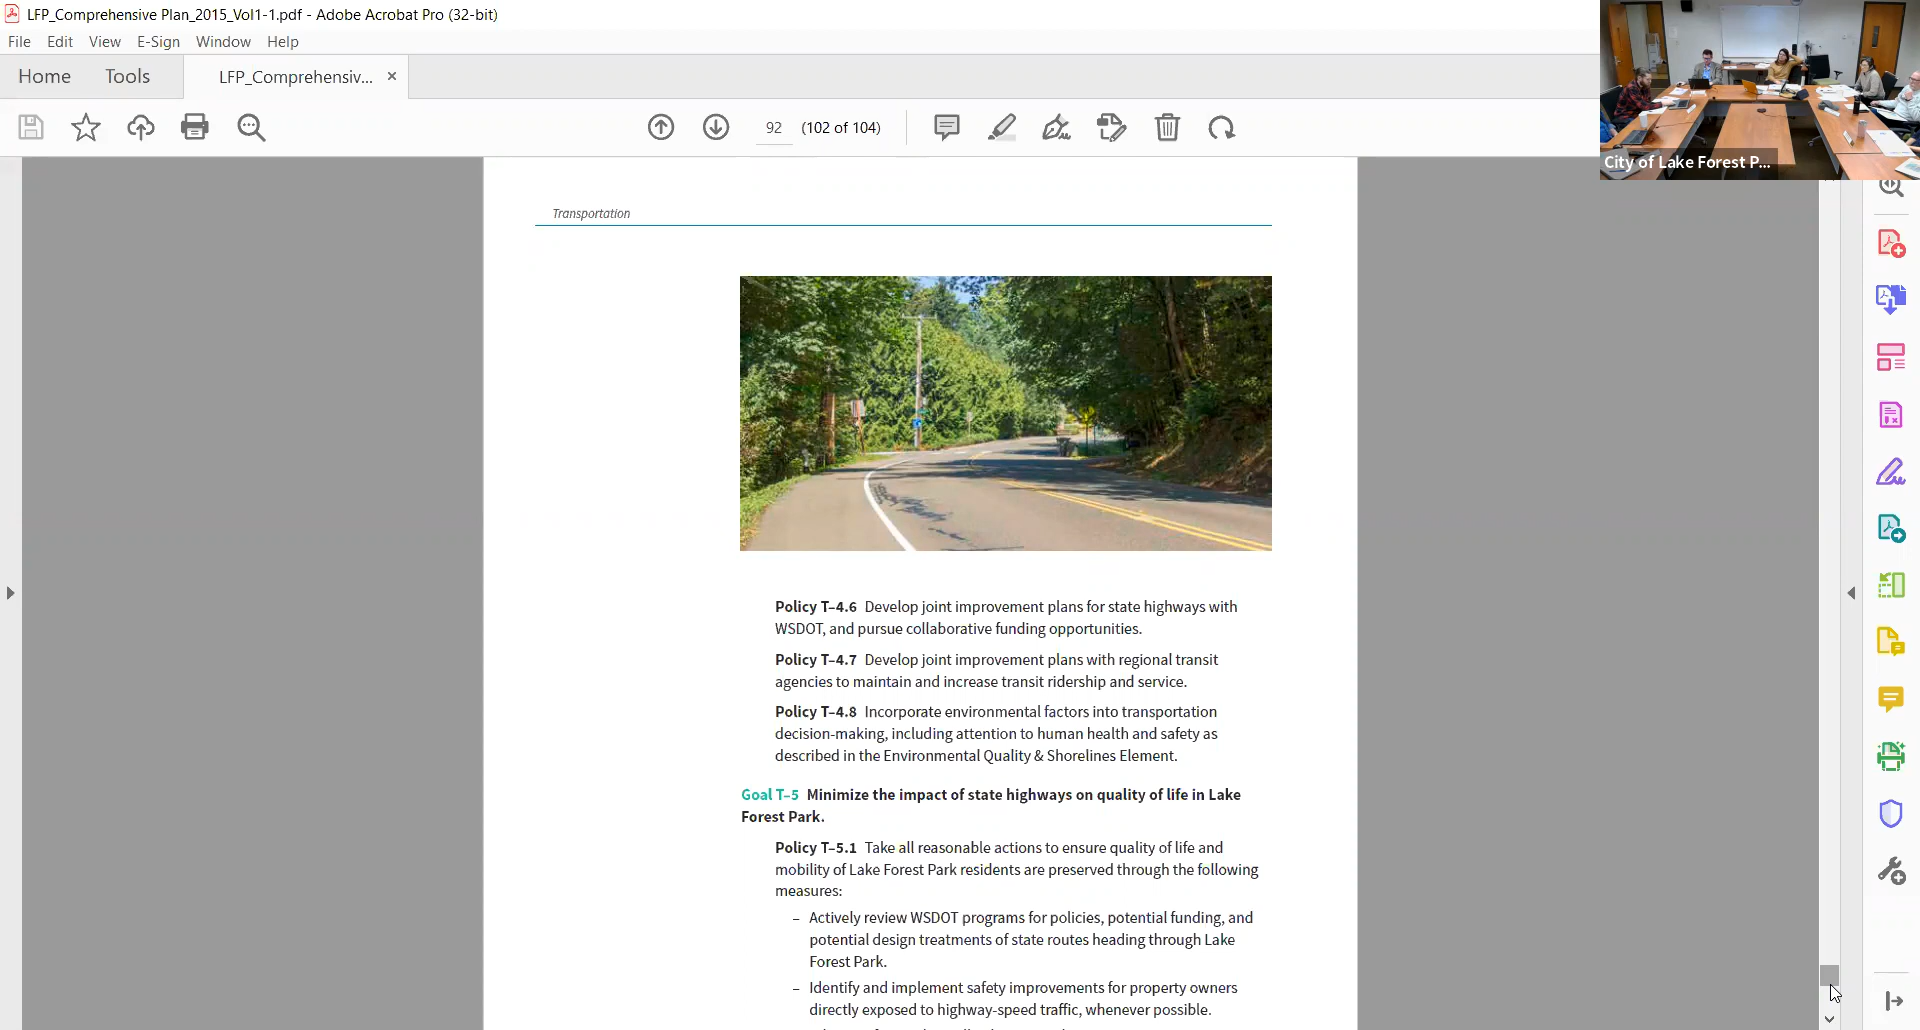 LFP_Comprehensive Plan_2015_Vol1-1.pdf - Adobe Acrobat Pro (32-bit)
File Edit View E-Sign Window Help
Home Tools LFP_Comprehensiv... ×
92 (102 of 104)
City of Lake Forest P...
Transportation
Policy T–4.6 Develop joint improvement plans for state highways with
WSDOT, and pursue collaborative funding opportunities.
Policy T–4.7 Develop joint improvement plans with regional transit
agencies to maintain and increase transit ridership and service.
Policy T–4.8 Incorporate environmental factors into transportation
decision-making, including attention to human health and safety as
described in the Environmental Quality & Shorelines Element.
Goal T–5 Minimize the impact of state highways on quality of life in Lake
Forest Park.
Policy T–5.1 Take all reasonable actions to ensure quality of life and
mobility of Lake Forest Park residents are preserved through the following
measures:
– Actively review WSDOT programs for policies, potential funding, and
potential design treatments of state routes heading through Lake
Forest Park.
– Identify and implement safety improvements for property owners
directly exposed to highway-speed traffic, whenever possible.